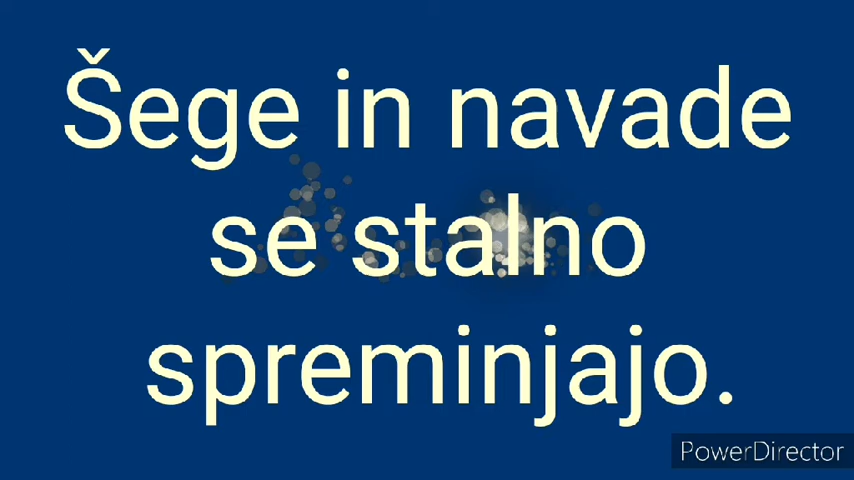 Šege in navade
se stalno
spreminjajo.
PowerDirector